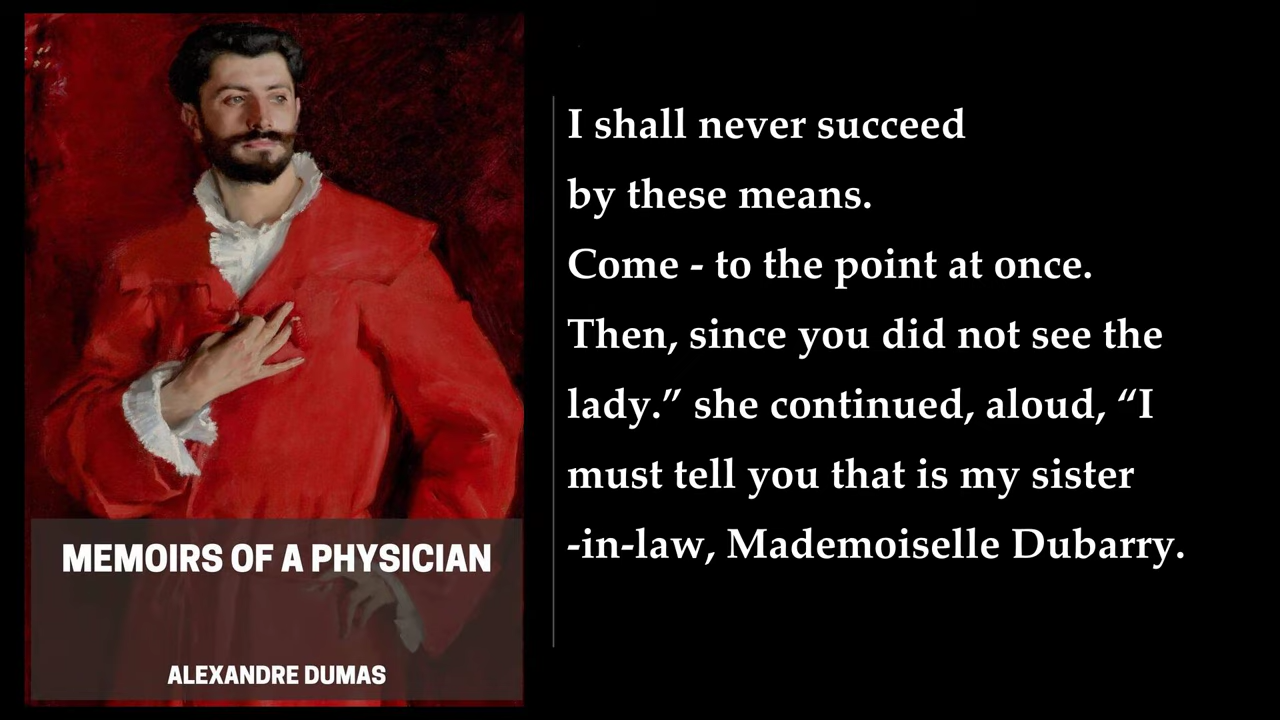 MEMOIRS OF A PHYSICIAN
ALEXANDRE DUMAS
I shall never succeed
by these means.
Come - to the point at once.
Then, since you did not see the
lady.” she continued, aloud, “I
must tell you that is my sister
-in-law, Mademoiselle Dubarry.